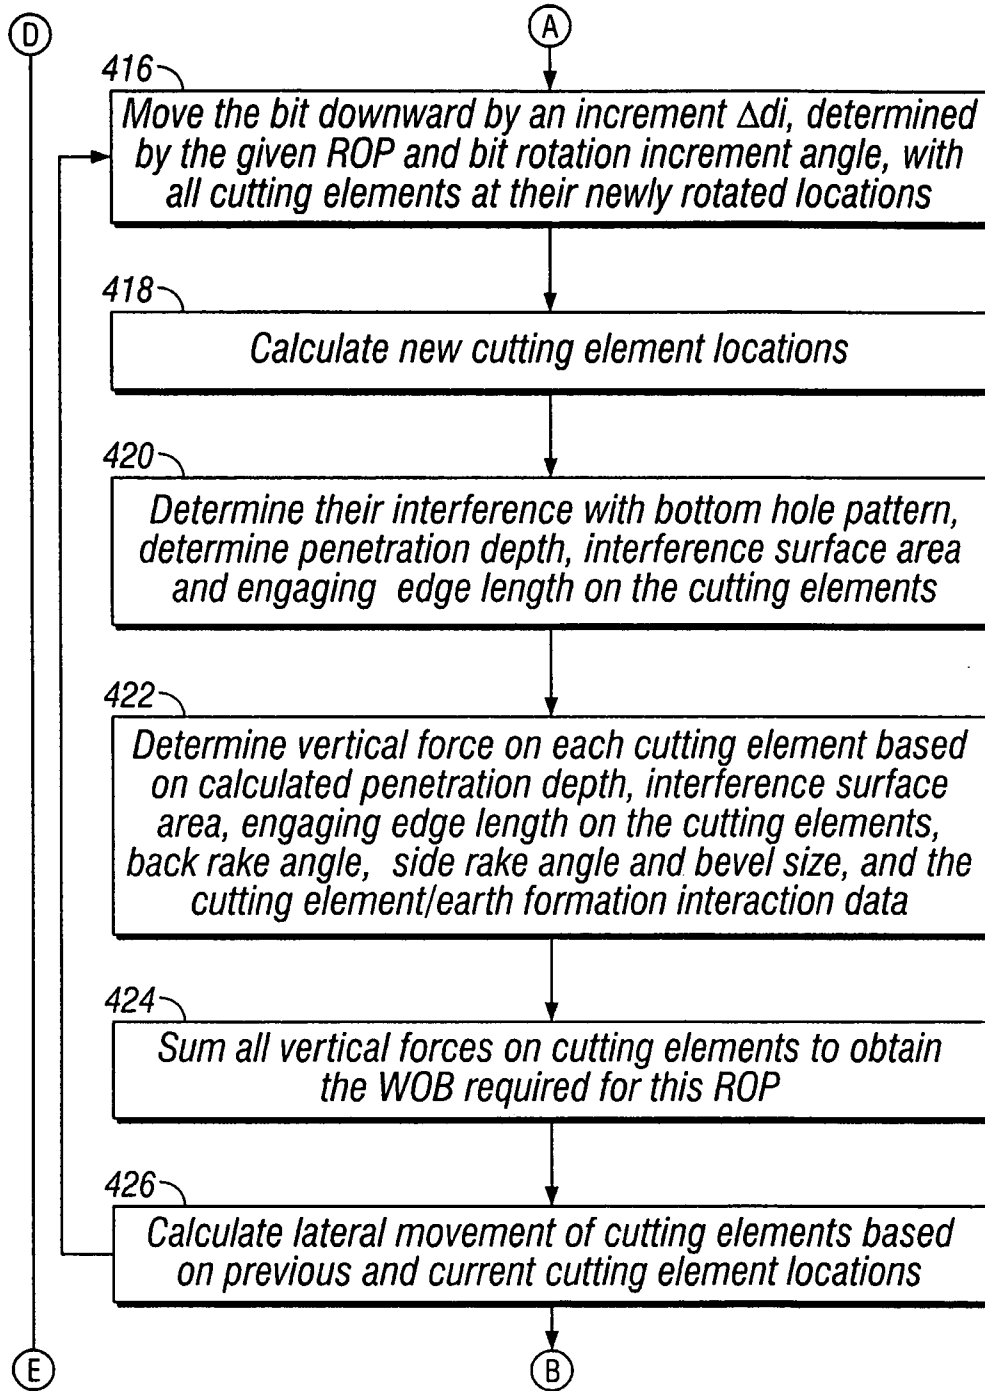 D
A
416
Move the bit downward by an increment Δdi, determined
by the given ROP and bit rotation increment angle, with
all cutting elements at their newly rotated locations
418
Calculate new cutting element locations
420
Determine their interference with bottom hole pattern,
determine penetration depth, interference surface area
and engaging edge length on the cutting elements
422
Determine vertical force on each cutting element based
on calculated penetration depth, interference surface
area, engaging edge length on the cutting elements,
back rake angle, side rake angle and bevel size, and the
cutting element/earth formation interaction data
424
Sum all vertical forces on cutting elements to obtain
the WOB required for this ROP
426
Calculate lateral movement of cutting elements based
on previous and current cutting element locations
E
B